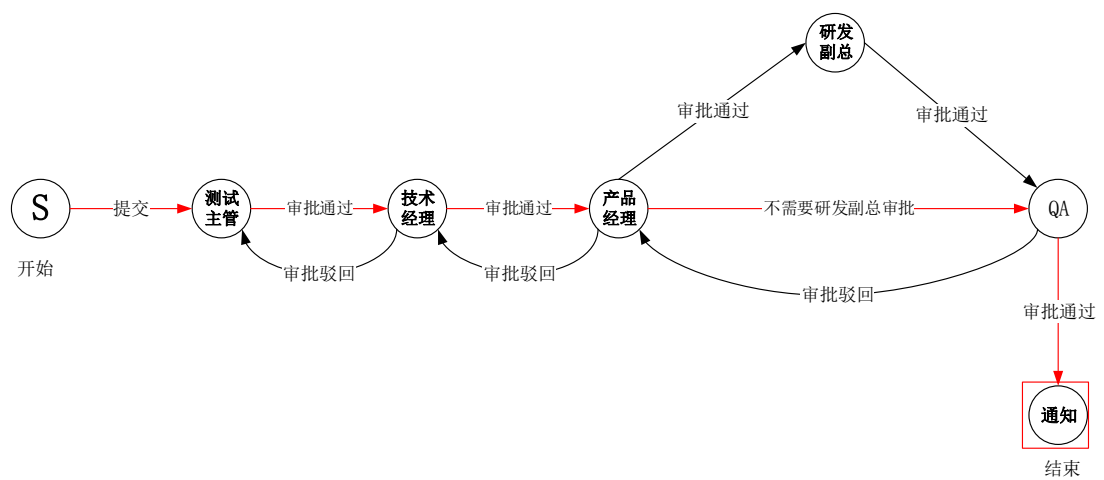 研发
副总
审批通过
审批通过
S
提交
测试
主管
审批通过
技术
经理
审批通过
产品
经理
不需要研发副总审批
QA
开始
审批驳回
审批驳回
审批驳回
审批通过
通知
结束